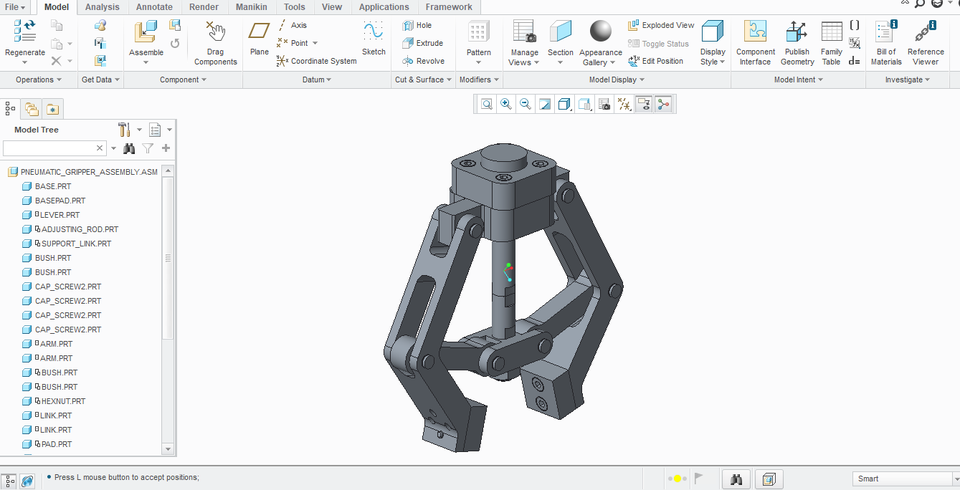 File Model Analysis Annotate Render Manikin Tools View Applications Framework
Regenerate
Operations
Get Data
Assemble
Drag Components
Component
Plane
Axis
Point
Coordinate System
Sketch
Datum
Hole
Extrude
Revolve
Cut & Surface
Pattern
Modifiers
Manage Views
Section
Appearance Gallery
Exploded View
Toggle Status
Edit Position
Display Style
Model Display
Component Interface
Publish Geometry
Family Table
d=
Model Intent
Bill of Materials
Reference Viewer
Investigate
Model Tree
PNEUMATIC_GRIPPER_ASSEMBLY.ASM
BASE.PRT
BASEPAD.PRT
LEVER.PRT
ADJUSTING_ROD.PRT
SUPPORT_LINK.PRT
BUSH.PRT
BUSH.PRT
CAP_SCREW2.PRT
CAP_SCREW2.PRT
CAP_SCREW2.PRT
CAP_SCREW2.PRT
ARM.PRT
ARM.PRT
BUSH.PRT
BUSH.PRT
HEXNUT.PRT
LINK.PRT
LINK.PRT
PAD.PRT
Press L mouse button to accept positions;
Smart